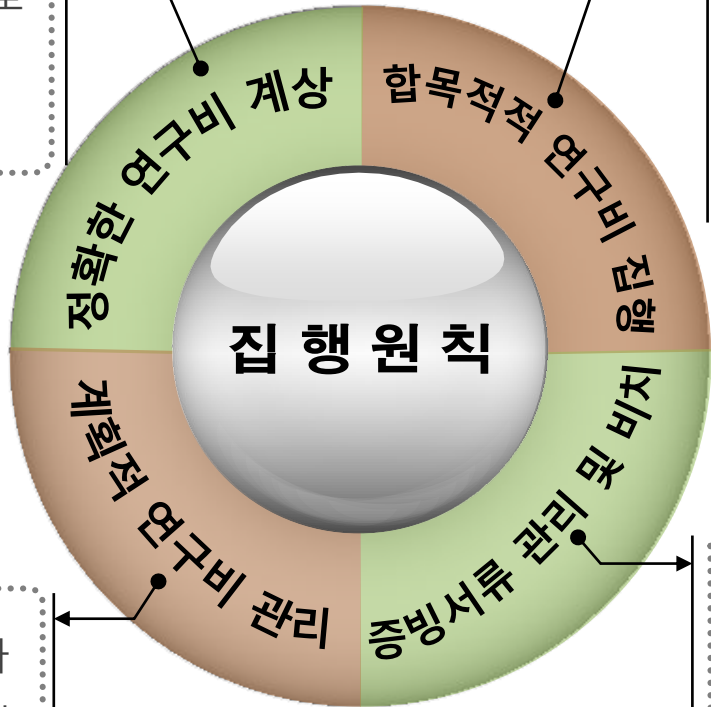 정확한 연구비 계상
합목적적 연구비 집행
집행원칙
계획적 연구비 관리
증빙서류 관리 및 비치